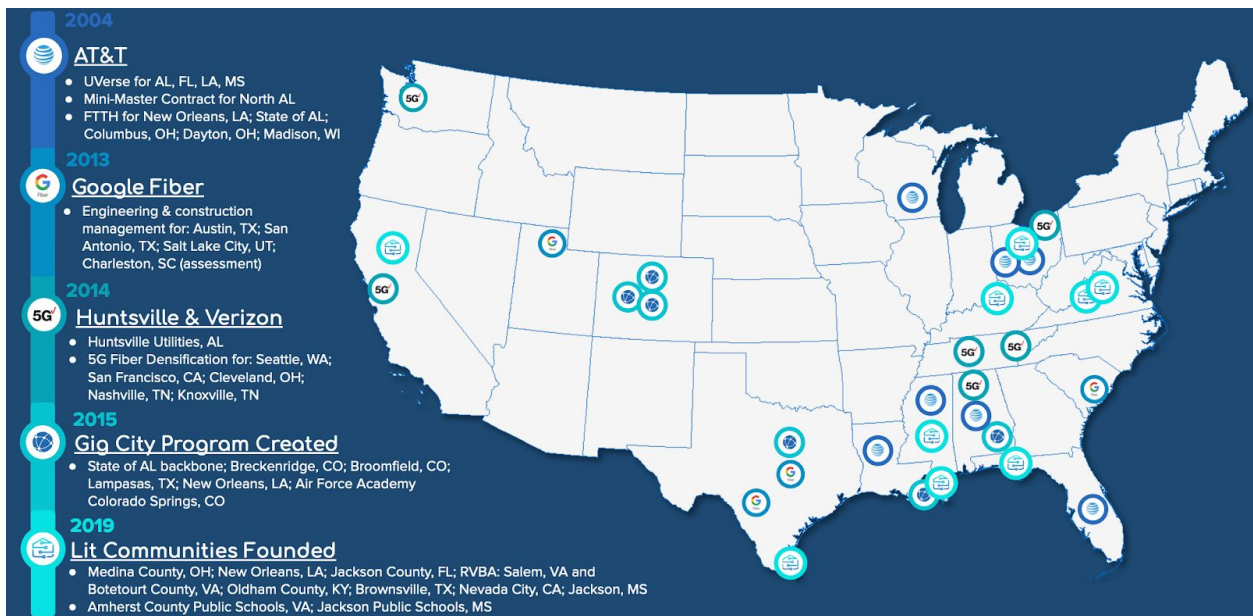 2004
AT&T
● UVerse for AL, FL, LA, MS
● Mini-Master Contract for North AL
● FTTH for New Orleans, LA; State of AL;
Columbus, OH; Dayton, OH; Madison, WI
2013
G
Fiber
Google Fiber
● Engineering & construction
management for: Austin, TX; San
Antonio, TX; Salt Lake City, UT;
Charleston, SC (assessment)
2014
5G
Huntsville & Verizon
● Huntsville Utilities, AL
● 5G Fiber Densification for: Seattle, WA;
San Francisco, CA; Cleveland, OH;
Nashville, TN; Knoxville, TN
2015
Gig City Program Created
● State of AL backbone; Breckenridge, CO; Broomfield, CO;
Lampasas, TX; New Orleans, LA; Air Force Academy
Colorado Springs, CO
2019
Lit Communities Founded
● Medina County, OH; New Orleans, LA; Jackson County, FL; RVBA: Salem, VA and
Botetourt County, VA; Oldham County, KY; Brownsville, TX; Nevada City, CA; Jackson, MS
● Amherst County Public Schools, VA; Jackson Public Schools, MS
5G
5G
G
Fiber
5G
5G
5G
5G
G
Fiber
G
Fiber
G
Fiber